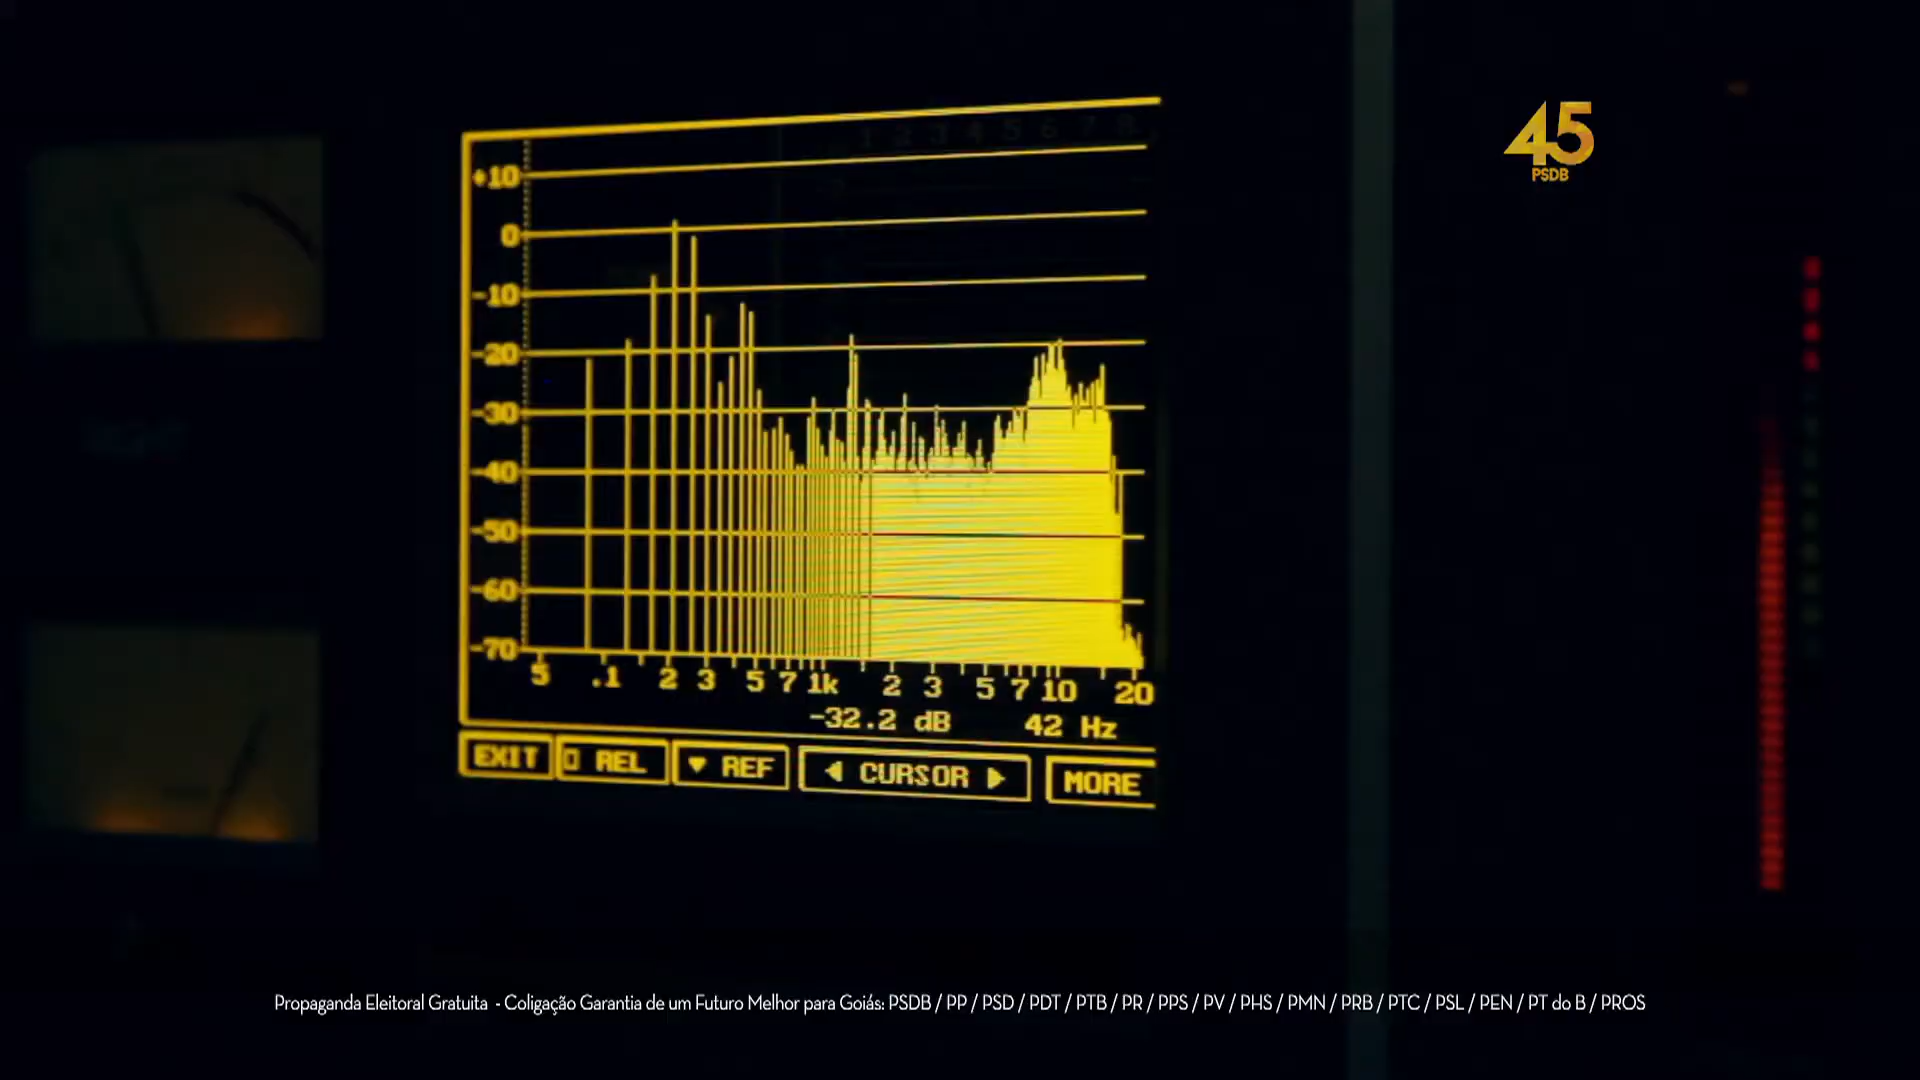 45
PSDB
+10
0
-10
-20
-30
-40
-50
-60
-70
5 .1 2 3 5 7 1k 2 3 5 7 10 20
-32.2 dB 42 Hz
EXIT 0 REL ▼ REF ◀ CURSOR ▶ MORE
Propaganda Eleitoral Gratuita - Coligação Garantia de um Futuro Melhor para Goiás: PSDB / PP / PSD / PDT / PTB / PR / PPS / PV / PHS / PMN / PRB / PTC / PSL / PEN / PT do B / PROS